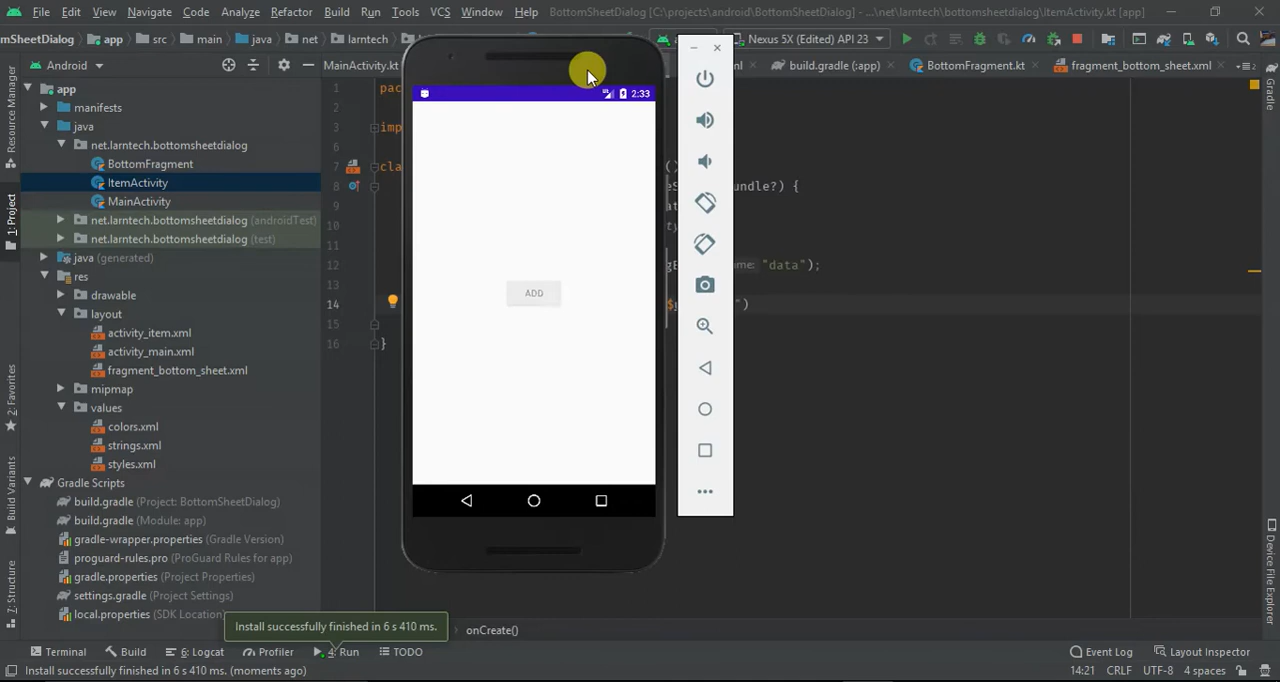 File Edit View Navigate Code Analyze Refactor Build Run Tools VCS Window Help BottomSheetDialog [C:\projects\android\BottomSheetDialog] - ...\net\larntech\bottomsheetdialog\ItemActivity.kt [app]
mSheetDialog app src main java net larntech Nexus 5X (Edited) API 23
Android MainActivity.kt build.gradle (:app) BottomFragment.kt fragment_bottom_sheet.xml
Resource Manager
1: Project
2: Favorites
Build Variants
7: Structure
app
manifests
java
net.larntech.bottomsheetdialog
BottomFragment
ItemActivity
MainActivity
net.larntech.bottomsheetdialog (androidTest)
net.larntech.bottomsheetdialog (test)
java (generated)
res
drawable
layout
activity_item.xml
activity_main.xml
fragment_bottom_sheet.xml
mipmap
values
colors.xml
strings.xml
styles.xml
Gradle Scripts
build.gradle (Project: BottomSheetDialog)
build.gradle (Module: app)
gradle-wrapper.properties (Gradle Version)
proguard-rules.pro (ProGuard Rules for app)
gradle.properties (Project Properties)
settings.gradle (Project Settings)
local.properties (SDK Location)
1 pac
2
3 imp
6
7 cla ()
8 undle?) {
9
10
11
12 "data");
13
14 ")
15
16 }
2:33
ADD
Gradle
Device File Explorer
Install successfully finished in 6 s 410 ms.
onCreate()
Terminal Build 6: Logcat Profiler 4: Run TODO Event Log Layout Inspector
Install successfully finished in 6 s 410 ms. (moments ago) 14:21 CRLF UTF-8 4 spaces